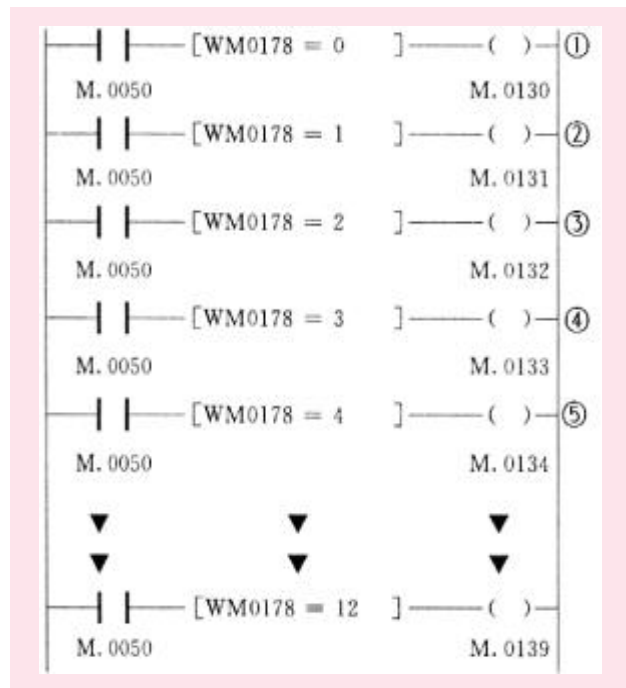 [WM0178 = 0 ] ( ) ①
M.0050 M.0130
[WM0178 = 1 ] ( ) ②
M.0050 M.0131
[WM0178 = 2 ] ( ) ③
M.0050 M.0132
[WM0178 = 3 ] ( ) ④
M.0050 M.0133
[WM0178 = 4 ] ( ) ⑤
M.0050 M.0134
▼ ▼ ▼
▼ ▼ ▼
[WM0178 = 12 ] ( )
M.0050 M.0139